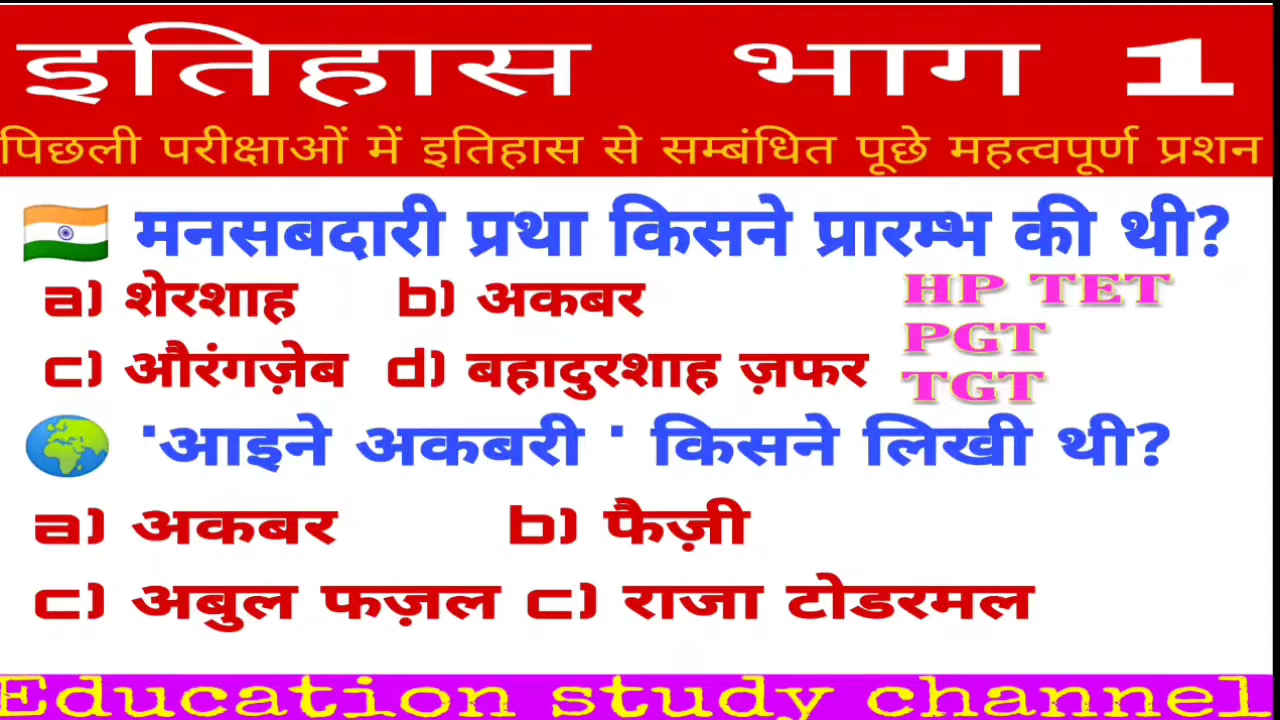 इतिहास भाग 1
पिछली परीक्षाओं में इतिहास से सम्बंधित पूछे महत्वपूर्ण प्रशन
मनसबदारी प्रथा किसने प्रारम्भ की थी?
a) शेरशाह b) अकबर
HP TET
c) औरंगज़ेब d) बहादुरशाह ज़फर
PGT
TGT
'आइने अकबरी ' किसने लिखी थी?
a) अकबर b) फैज़ी
c) अबुल फज़ल c) राजा टोडरमल
Education study channel